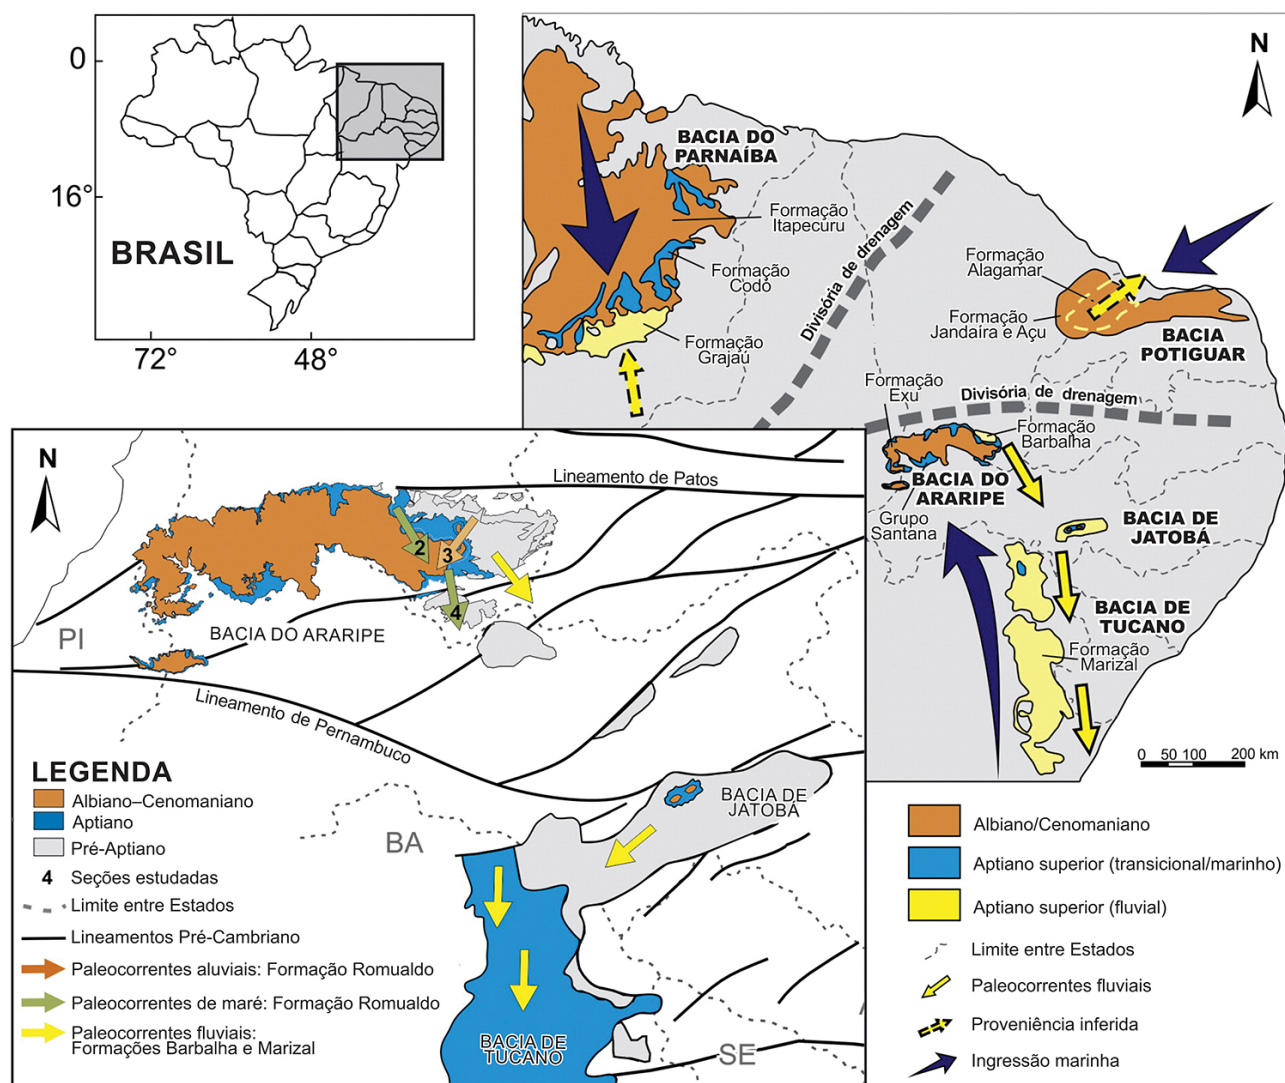 0
16°
BRASIL
72°
48°
N
BACIA DO
PARNAÍBA
Formação
Itapecuru
Formação
Codó
Formação
Grajaú
Divisória de drenagem
Formação
Alagamar
Formação
Jandaíra e Açu
BACIA
POTIGUAR
Formação
Exu
Divisória de drenagem
Formação
Barbalha
BACIA DO
ARARIPE
Grupo
Santana
BACIA DE
JATOBÁ
BACIA DE
TUCANO
Formação
Marizal
0 50 100 200 km
N
Lineamento de Patos
2
3
4
PI
BACIA DO ARARIPE
Lineamento de Pernambuco
BACIA DE
JATOBÁ
BA
BACIA DE
TUCANO
SE
LEGENDA
Albiano–Cenomaniano
Aptiano
Pré-Aptiano
4 Seções estudadas
Limite entre Estados
Lineamentos Pré-Cambriano
Paleocorrentes aluviais: Formação Romualdo
Paleocorrentes de maré: Formação Romualdo
Paleocorrentes fluviais:
Formações Barbalha e Marizal
Albiano/Cenomaniano
Aptiano superior (transicional/marinho)
Aptiano superior (fluvial)
Limite entre Estados
Paleocorrentes fluviais
Proveniência inferida
Ingressão marinha